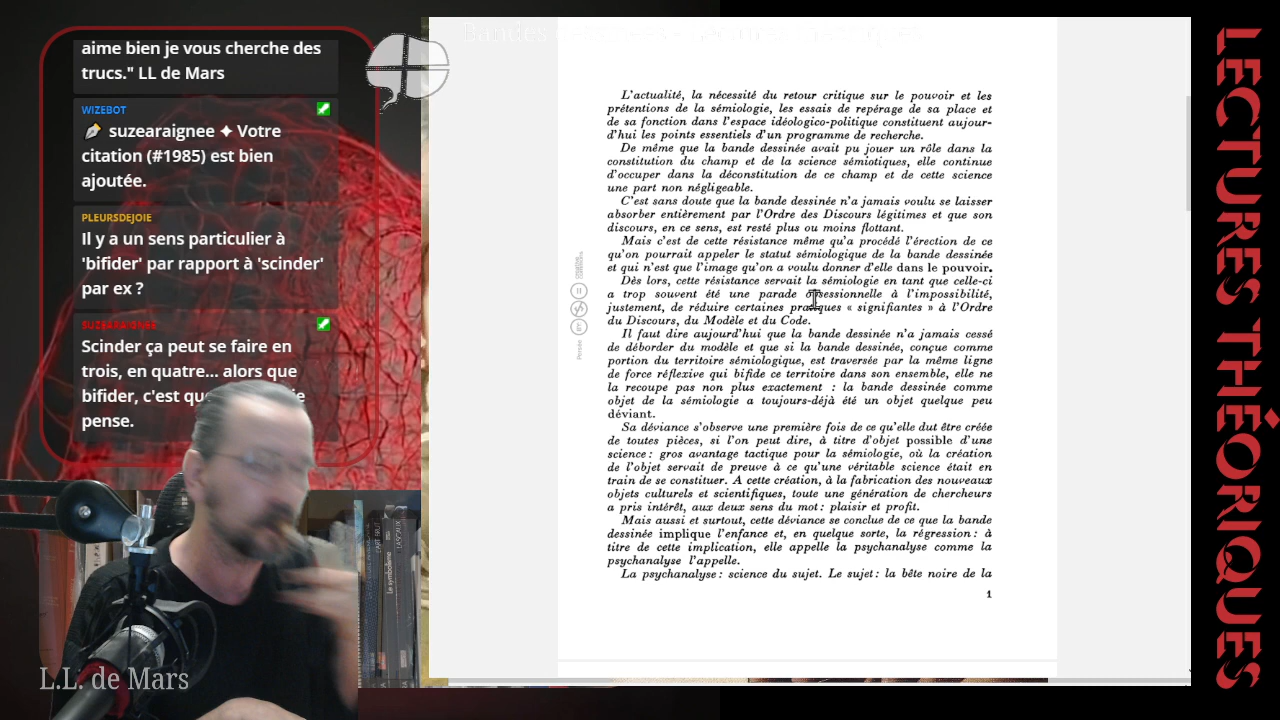 aime bien je vous cherche des
trucs." LL de Mars
WIZEBOT
suzearaignee ✦ Votre
citation (#1985) est bien
ajoutée.
PLEURSDEJOIE
Il y a un sens particulier à
'bifider' par rapport à 'scinder'
par ex ?
SUZEARAIGNEE
Scinder ça peut se faire en
trois, en quatre... alors que
bifider, c'est
pense.
L.L. de Mars
L'actualité, la nécessité du retour critique sur le pouvoir et les
prétentions de la sémiologie, les essais de repérage de sa place et
de sa fonction dans l'espace idéologico-politique constituent aujour-
d'hui les points essentiels d'un programme de recherche.
De même que la bande dessinée avait pu jouer un rôle dans la
constitution du champ et de la science sémiotiques, elle continue
d'occuper dans la déconstitution de ce champ et de cette science
une part non négligeable.
C'est sans doute que la bande dessinée n'a jamais voulu se laisser
absorber entièrement par l'Ordre des Discours légitimes et que son
discours, en ce sens, est resté plus ou moins flottant.
Mais c'est de cette résistance même qu'a procédé l'érection de ce
qu'on pourrait appeler le statut sémiologique de la bande dessinée
et qui n'est que l'image qu'on a voulu donner d'elle dans le pouvoir.
Dès lors, cette résistance servait la sémiologie en tant que celle-ci
a trop souvent été une parade obsessionnelle à l'impossibilité,
justement, de réduire certaines pratiques « signifiantes » à l'Ordre
du Discours, du Modèle et du Code.
Il faut dire aujourd'hui que la bande dessinée n'a jamais cessé
de déborder du modèle et que si la bande dessinée, conçue comme
portion du territoire sémiologique, est traversée par la même ligne
de force réflexive qui bifide ce territoire dans son ensemble, elle ne
la recoupe pas non plus exactement : la bande dessinée comme
objet de la sémiologie a toujours-déjà été un objet quelque peu
déviant.
Sa déviance s'observe une première fois de ce qu'elle dut être créée
de toutes pièces, si l'on peut dire, à titre d'objet possible d'une
science : gros avantage tactique pour la sémiologie, où la création
de l'objet servait de preuve à ce qu'une véritable science était en
train de se constituer. A cette création, à la fabrication des nouveaux
objets culturels et scientifiques, toute une génération de chercheurs
a pris intérêt, aux deux sens du mot : plaisir et profit.
Mais aussi et surtout, cette déviance se conclue de ce que la bande
dessinée implique l'enfance et, en quelque sorte, la régression : à
titre de cette implication, elle appelle la psychanalyse comme la
psychanalyse l'appelle.
La psychanalyse : science du sujet. Le sujet : la bête noire de la
1
LECTURES THÉORIQUES